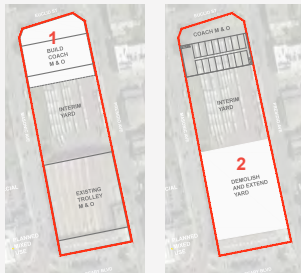 1
BUILD
COACH
M & O
INTERIM
YARD
EXISTING
TROLLEY
M & O
COACH M & O
INTERIM
YARD
2
DEMOLISH
AND EXTEND
YARD